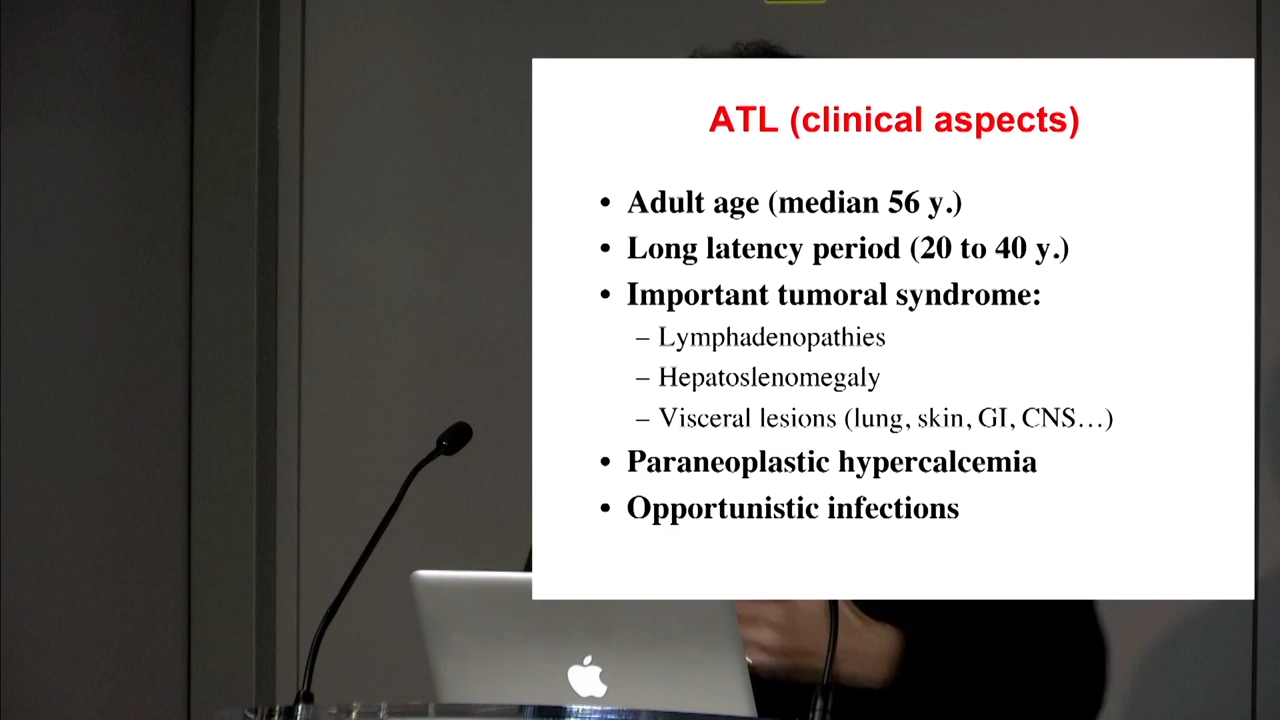 ATL (clinical aspects)
• Adult age (median 56 y.)
• Long latency period (20 to 40 y.)
• Important tumoral syndrome:
– Lymphadenopathies
– Hepatoslenomegaly
– Visceral lesions (lung, skin, GI, CNS…)
• Paraneoplastic hypercalcemia
• Opportunistic infections